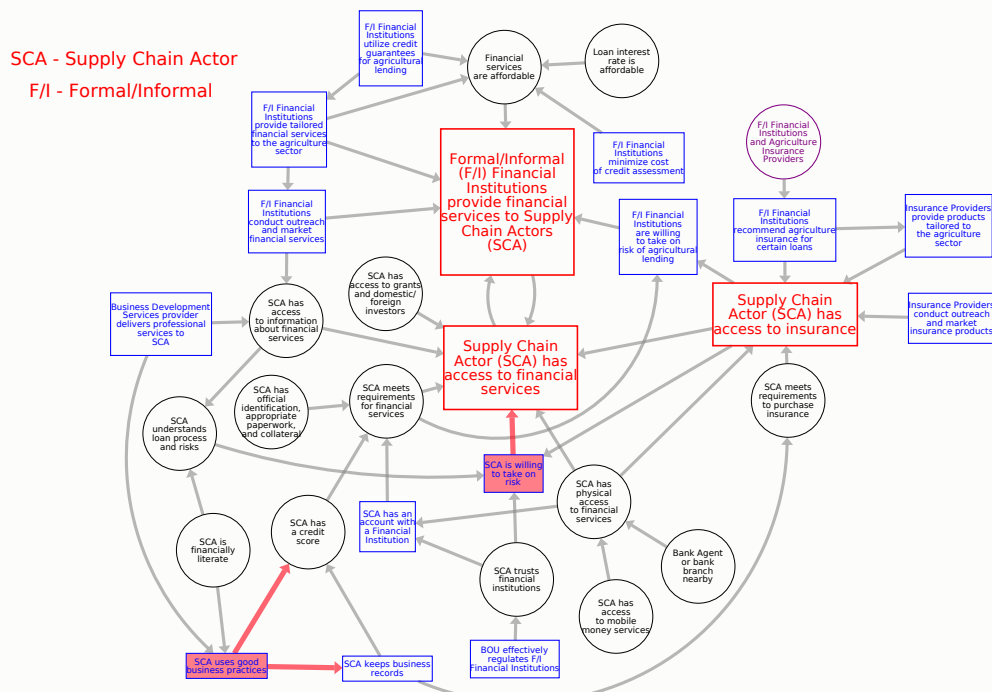 SCA - Supply Chain Actor
F/I - Formal/Informal
F/I Financial
Institutions
utilize credit
guarantees
for agricultural
lending
Financial
services
are affordable
Loan interest
rate is
affordable
F/I Financial
Institutions
provide tailored
financial services
to the agriculture
sector
Formal/Informal
(F/I) Financial
Institutions
provide financial
services to Supply
Chain Actors
(SCA)
F/I Financial
Institutions
minimize cost
of credit assessment
F/I Financial
Institutions
and Agriculture
Insurance
Providers
F/I Financial
Institutions
conduct outreach
and market
financial services
F/I Financial
Institutions
are willing
to take on
risk of agricultural
lending
F/I Financial
Institutions
recommend agriculture
insurance for
certain loans
Insurance Providers
provide products
tailored to
the agriculture
sector
SCA has
access to grants
and domestic/
foreign
investors
Business Development
Services provider
delivers professional
services to
SCA
SCA has
access
to information
about financial
services
Supply Chain
Actor (SCA) has
access to insurance
Insurance Providers
conduct outreach
and market
insurance products
Supply Chain
Actor (SCA) has
access to financial
services
SCA has
official
identification,
appropriate
paperwork,
and collateral
SCA meets
requirements
for financial
services
SCA meets
requirements
to purchase
insurance
SCA
understands
loan process
and risks
SCA is willing
to take on
risk
SCA has
physical
access
to financial
services
SCA has
a credit
score
SCA has an
account with
a Financial
Institution
SCA is
financially
literate
SCA trusts
financial
institutions
Bank Agent
or bank
branch
nearby
SCA has
access
to mobile
money services
SCA uses good
business practices
SCA keeps business
records
BOU effectively
regulates F/I
Financial Institutions